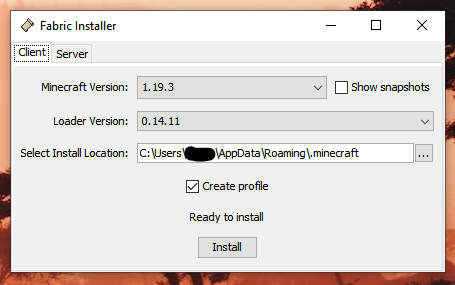 Fabric Installer
Client Server
Minecraft Version: 1.19.3 Show snapshots
Loader Version: 0.14.11
Select Install Location: C:\Users\ \AppData\Roaming\.minecraft ...
Create profile
Ready to install
Install